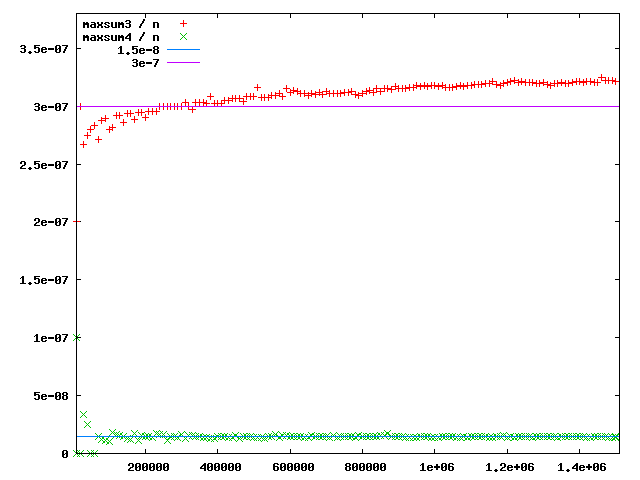 maxsum3 / n
maxsum4 / n
1.5e-8
3e-7
3.5e-07
3e-07
2.5e-07
2e-07
1.5e-07
1e-07
5e-08
0
200000 400000 600000 800000 1e+06 1.2e+06 1.4e+06